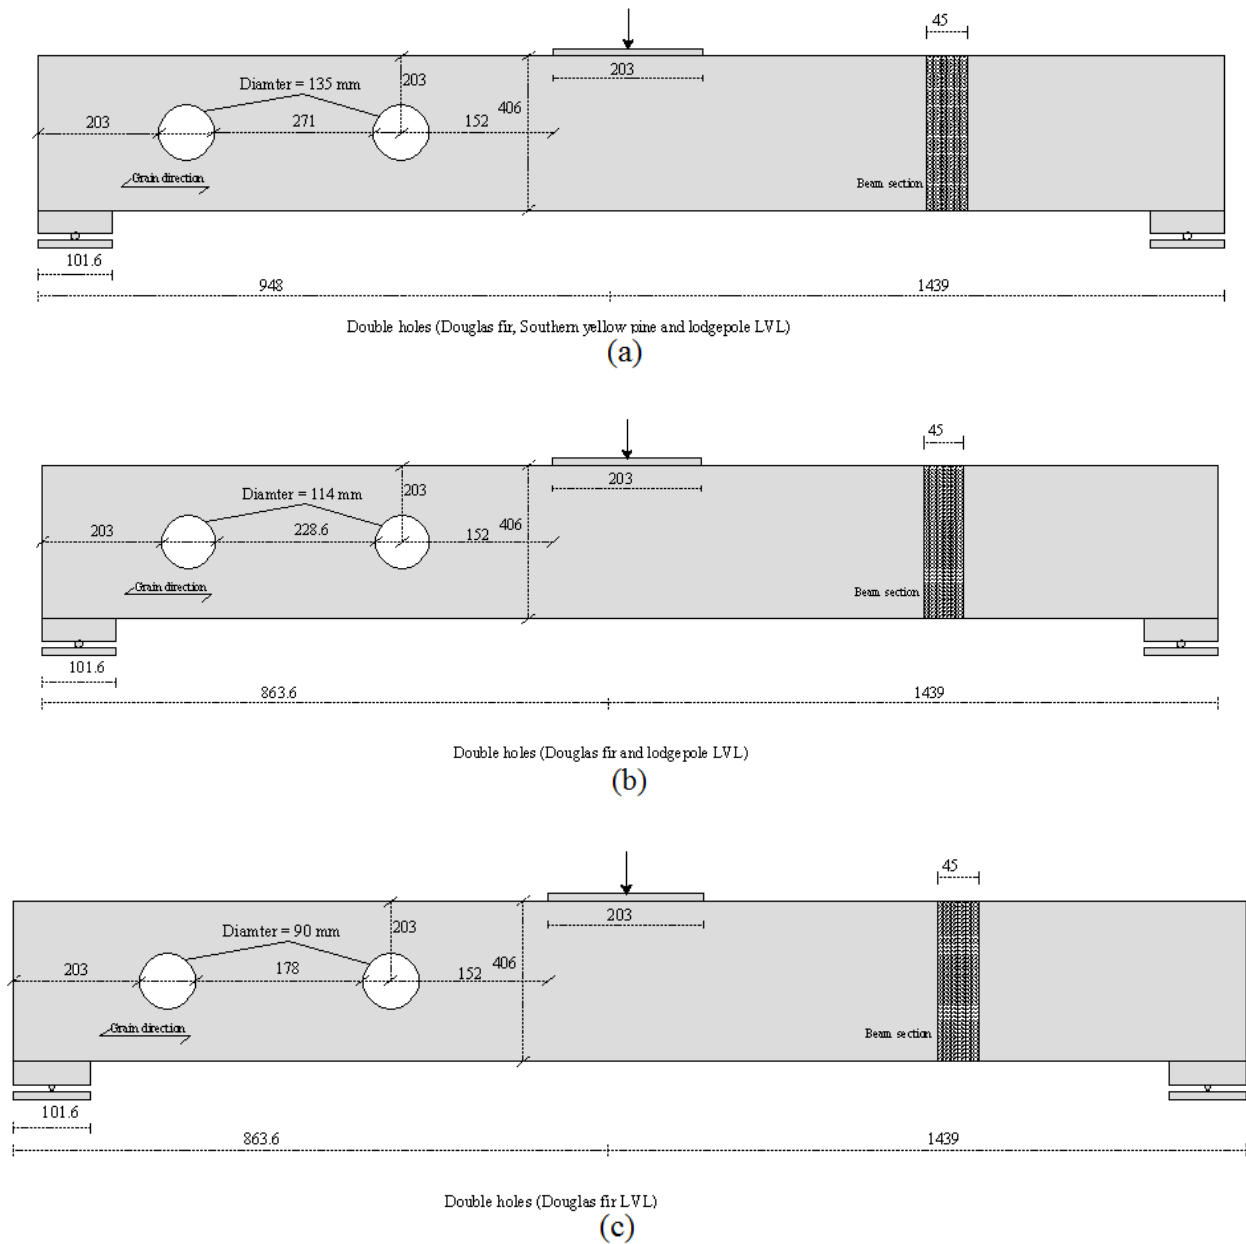 45
203
203
Diamter = 135 mm
406
203
271
152
Grain direction
Beam section
101.6
948
1439
Double holes (Douglas fir, Southern yellow pine and lodgepole LVL)
(a)
45
203
203
Diamter = 114 mm
406
203
228.6
152
Grain direction
Beam section
101.6
863.6
1439
Double holes (Douglas fir and lodgepole LVL)
(b)
45
203
203
Diamter = 90 mm
406
203
178
152
Grain direction
Beam section
101.6
863.6
1439
Double holes (Douglas fir LVL)
(c)